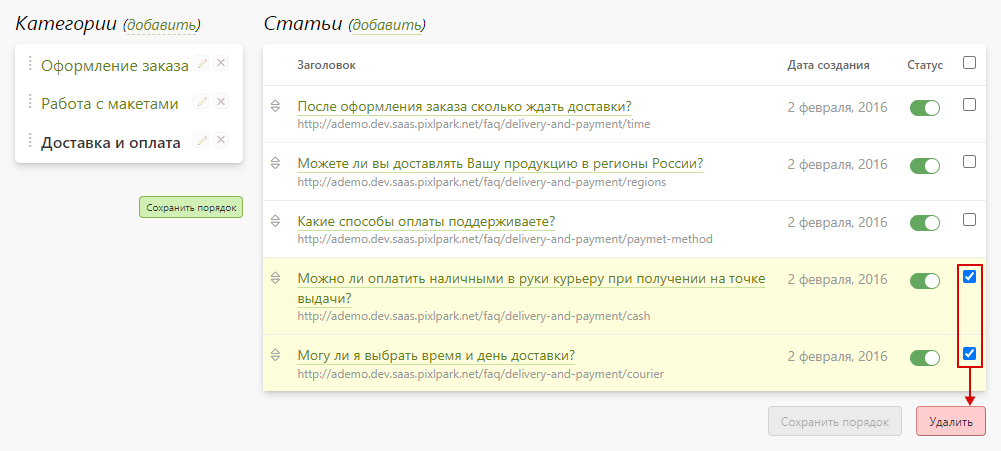 Категории (добавить)
Оформление заказа
Работа с макетами
Доставка и оплата
Сохранить порядок
Статьи (добавить)
Заголовок Дата создания Статус
После оформления заказа сколько ждать доставки? 2 февраля, 2016
http://ademo.dev.saas.pixlpark.net/faq/delivery-and-payment/time
Можете ли вы доставлять Вашу продукцию в регионы России? 2 февраля, 2016
http://ademo.dev.saas.pixlpark.net/faq/delivery-and-payment/regions
Какие способы оплаты поддерживаете? 2 февраля, 2016
http://ademo.dev.saas.pixlpark.net/faq/delivery-and-payment/paymet-method
Можно ли оплатить наличными в руки курьеру при получении на точке 2 февраля, 2016
выдачи?
http://ademo.dev.saas.pixlpark.net/faq/delivery-and-payment/cash
Могу ли я выбрать время и день доставки? 2 февраля, 2016
http://ademo.dev.saas.pixlpark.net/faq/delivery-and-payment/courier
Сохранить порядок Удалить